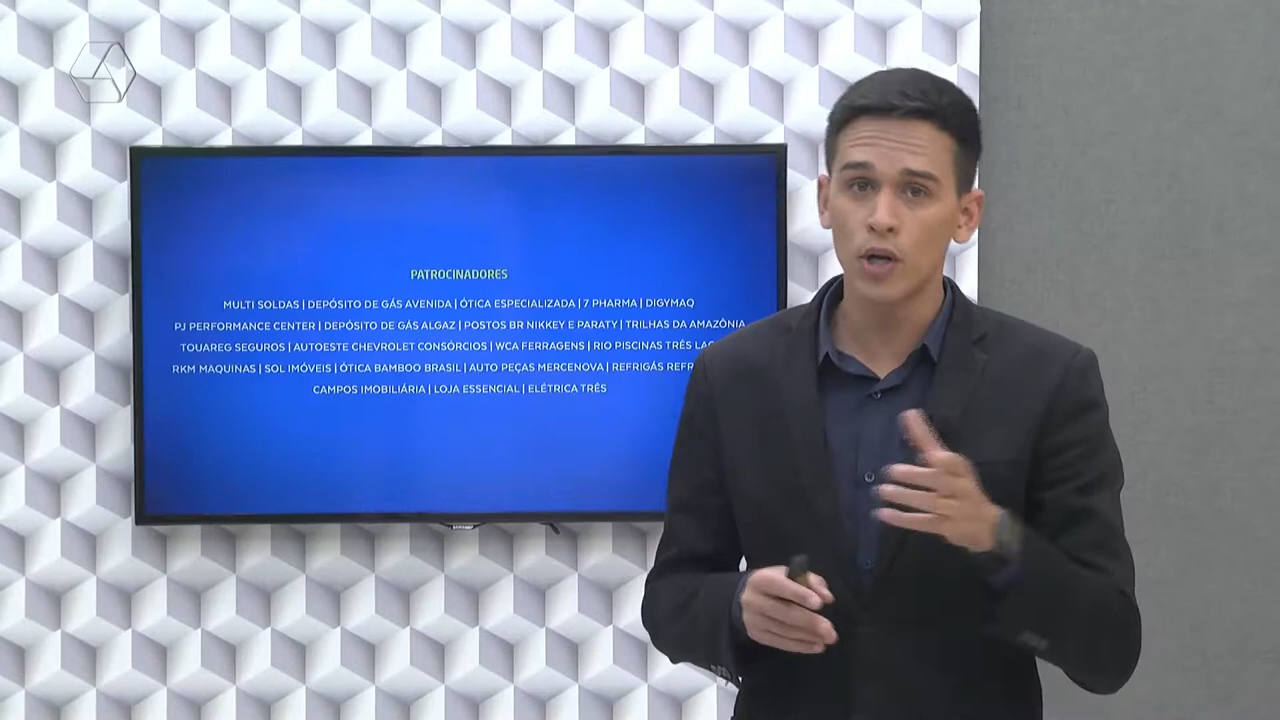 PATROCINADORES
MULTI SOLDAS | DEPÓSITO DE GÁS AVENIDA | ÓTICA ESPECIALIZADA | 7 PHARMA | DIGYMAQ
PJ PERFORMANCE CENTER | DEPÓSITO DE GÁS ALGAZ | POSTOS BR NIKKEY E PARATY | TRILHAS DA AMAZÔNIA
TOUAREG SEGUROS | AUTOESTE CHEVROLET CONSÓRCIOS | WCA FERRAGENS | RIO PISCINAS TRÊS
RKM MAQUINAS | SOL IMÓVEIS | ÓTICA BAMBOO BRASIL | AUTO PEÇAS MERCENOVA | REFRIGÁS
CAMPOS IMOBILIÁRIA | LOJA ESSENCIAL | ELÉTRICA TRÊS